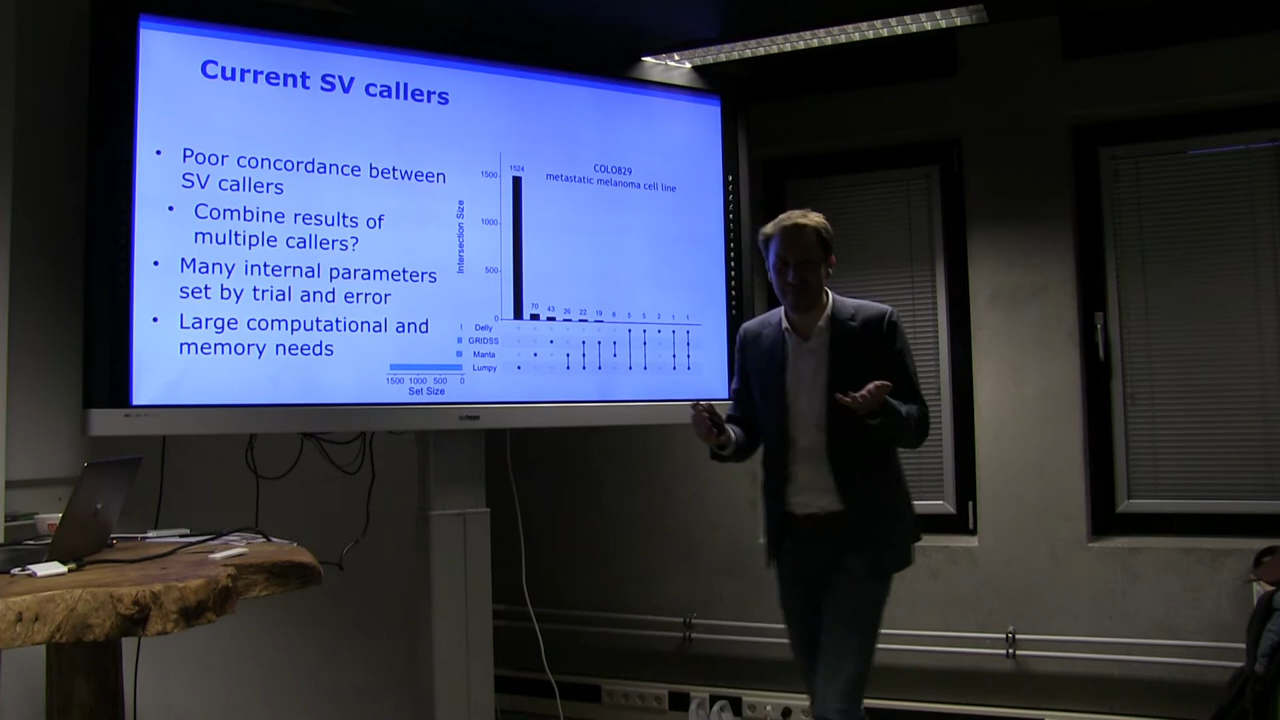 Current SV callers
• Poor concordance between
SV callers
• Combine results of
multiple callers?
• Many internal parameters
set by trial and error
• Large computational and
memory needs
COLO829
metastatic melanoma cell line
Intersection Size
1500
1000
500
0
1524 70 43 26 22 19 6 5 5 2 1 1
Delly
GRIDSS
Manta
Lumpy
1500 1000 500 0
Set Size